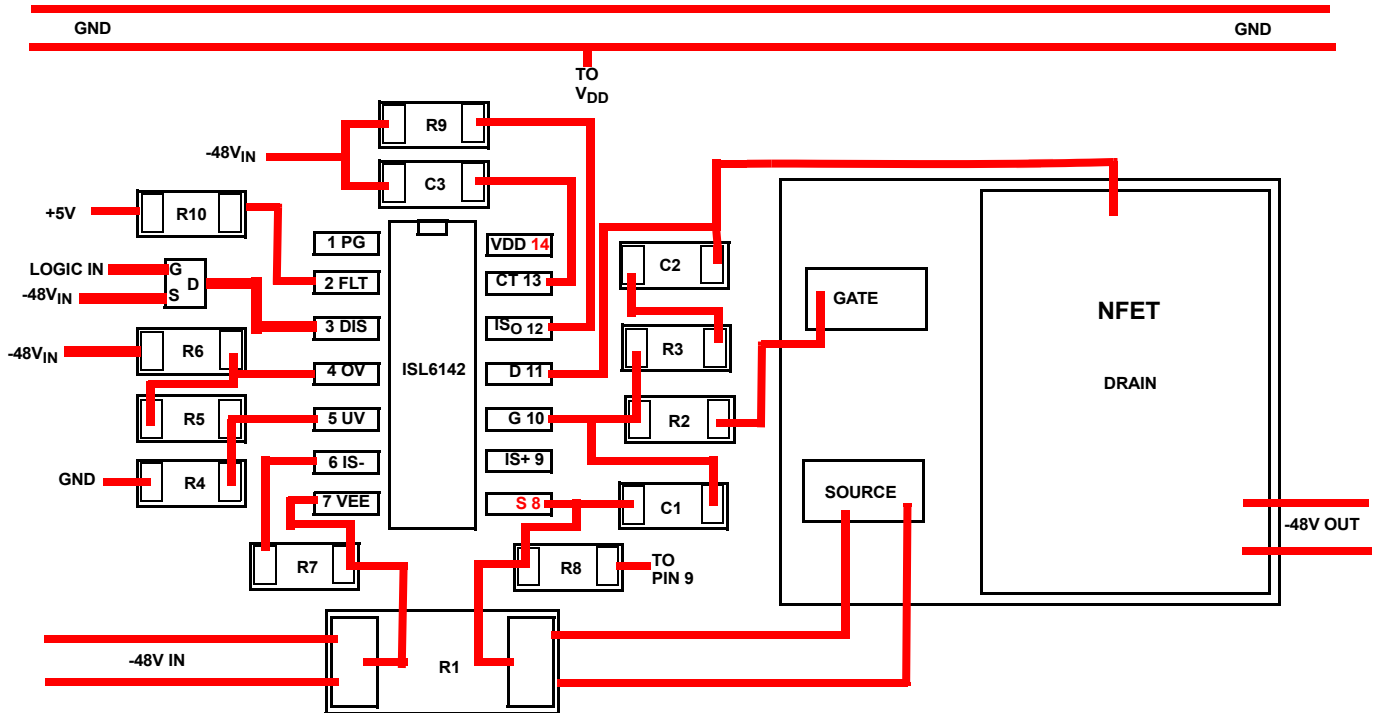 GND GND
TO
VDD
R9
-48VIN
C3
+5V R10
1 PG VDD 14
LOGIC IN G
D
-48VIN S
2 FLT CT 13
C2
GATE
3 DIS ISO 12
NFET
-48VIN R6
R3
4 OV ISL6142 D 11
DRAIN
R5 5 UV G 10 R2
6 IS- IS+ 9
GND R4
SOURCE
7 VEE S 8 C1
-48V OUT
R7 R8 TO
PIN 9
-48V IN R1